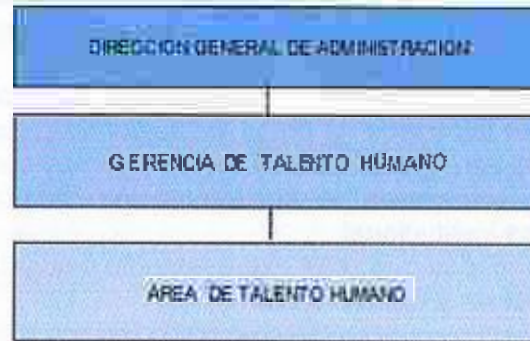 DIRECCION GENERAL DE ADMINISTRACION
GERENCIA DE TALENTO HUMANO
AREA DE TALENTO HUMANO